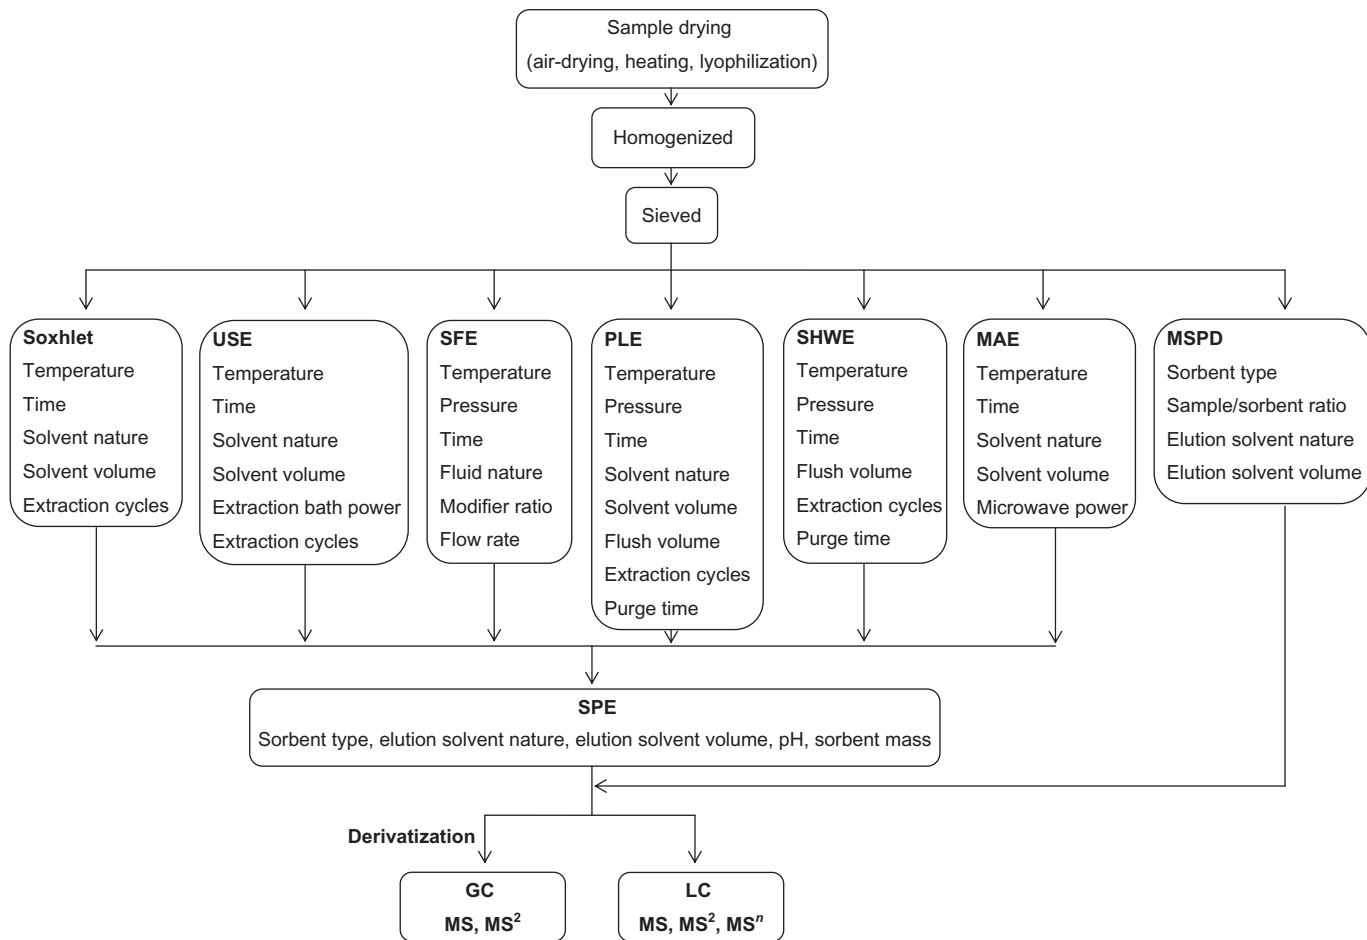 Sample drying
(air-drying, heating, lyophilization)
Homogenized
Sieved
Soxhlet
Temperature
Time
Solvent nature
Solvent volume
Extraction cycles
USE
Temperature
Time
Solvent nature
Solvent volume
Extraction bath power
Extraction cycles
SFE
Temperature
Pressure
Time
Fluid nature
Modifier ratio
Flow rate
PLE
Temperature
Pressure
Time
Solvent nature
Solvent volume
Flush volume
Extraction cycles
Purge time
SHWE
Temperature
Pressure
Time
Flush volume
Extraction cycles
Purge time
MAE
Temperature
Time
Solvent nature
Solvent volume
Microwave power
MSPD
Sorbent type
Sample/sorbent ratio
Elution solvent nature
Elution solvent volume
SPE
Sorbent type, elution solvent nature, elution solvent volume, pH, sorbent mass
Derivatization
GC
MS, MS²
LC
MS, MS², MSⁿ